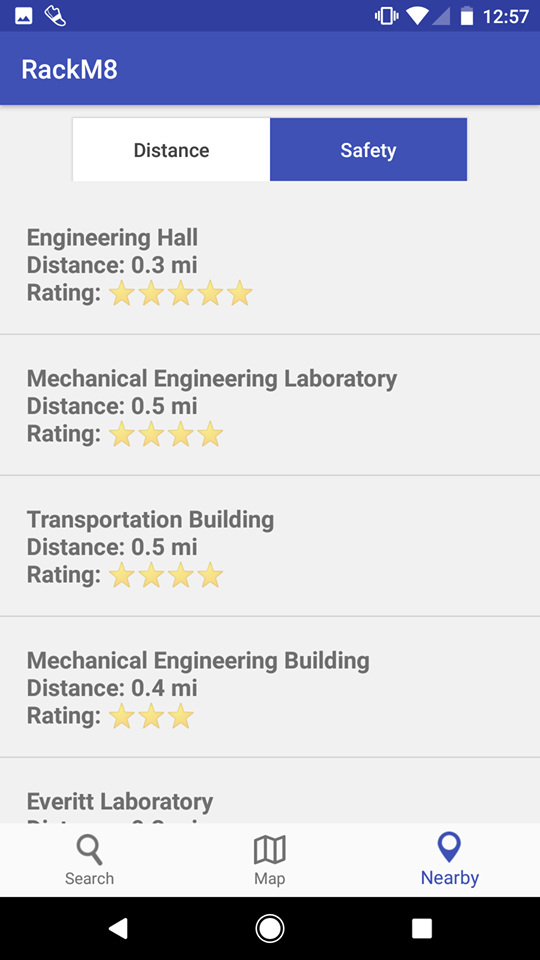 12:57
RackM8
Distance
Safety
Engineering Hall
Distance: 0.3 mi
Rating:
Mechanical Engineering Laboratory
Distance: 0.5 mi
Rating:
Transportation Building
Distance: 0.5 mi
Rating:
Mechanical Engineering Building
Distance: 0.4 mi
Rating:
Everitt Laboratory
Search
Map
Nearby